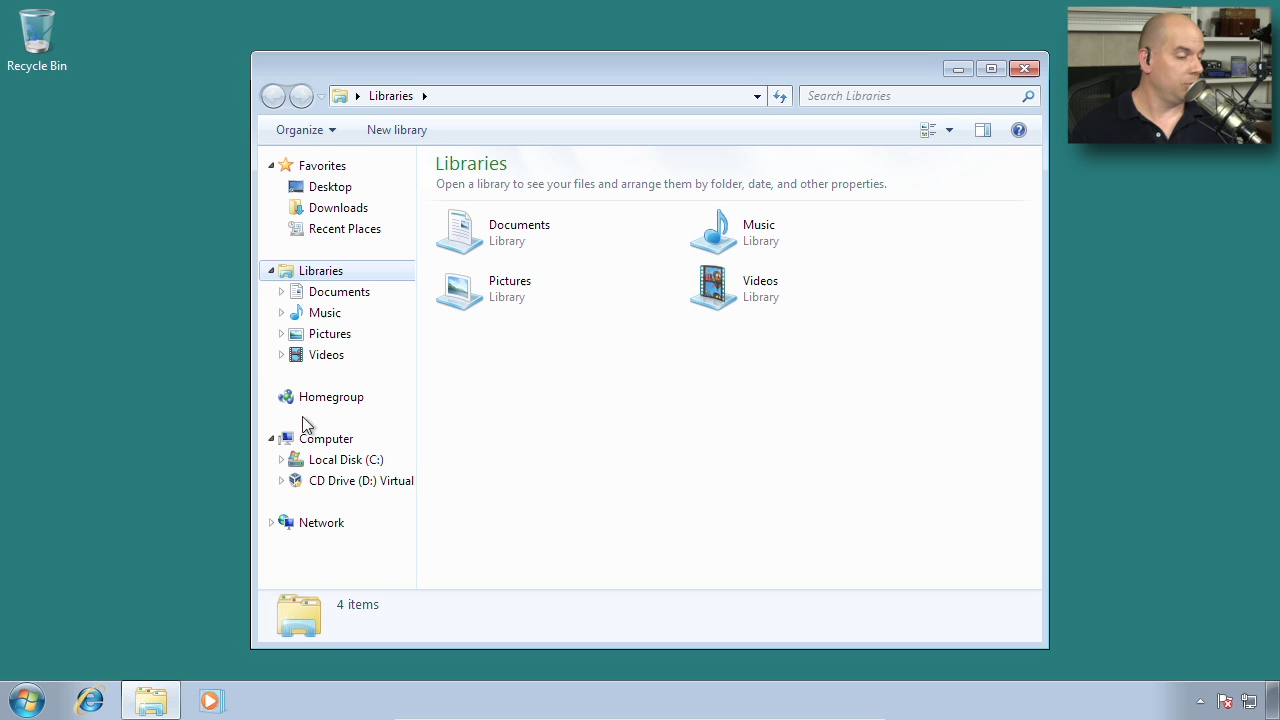 Recycle Bin
Libraries
Search Libraries
Organize
New library
Favorites
Desktop
Downloads
Recent Places
Libraries
Documents
Music
Pictures
Videos
Homegroup
Computer
Local Disk (C:)
CD Drive (D:) Virtual
Network
Libraries
Open a library to see your files and arrange them by folder, date, and other properties.
Documents
Library
Music
Library
Pictures
Library
Videos
Library
4 items